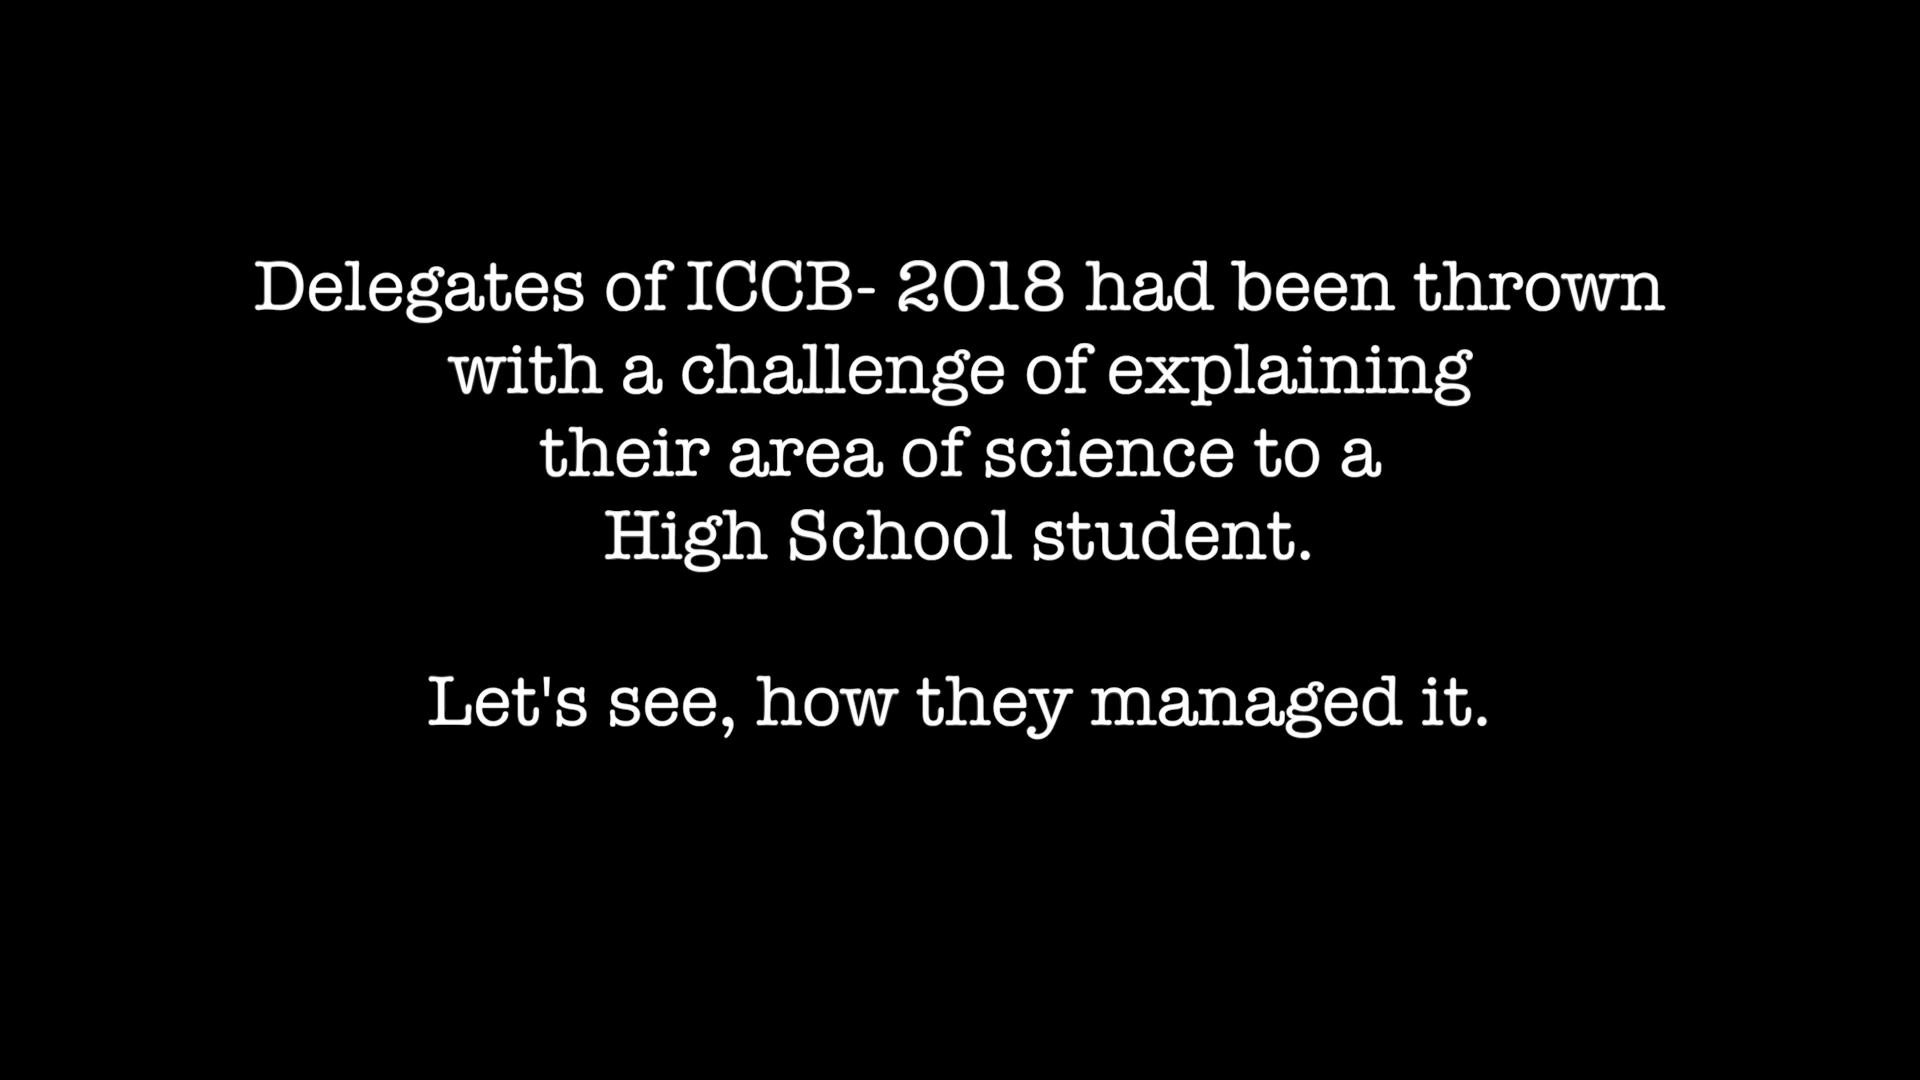 Delegates of ICCB- 2018 had been thrown
with a challenge of explaining
their area of science to a
High School student.
Let's see, how they managed it.